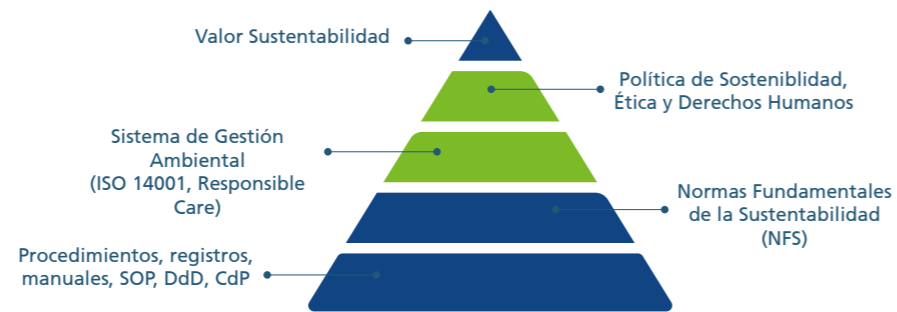 Valor Sustentabilidad
Política de Sosteniblidad,
Ética y Derechos Humanos
Sistema de Gestión
Ambiental
(ISO 14001, Responsible
Care)
Normas Fundamentales
de la Sustentabilidad
(NFS)
Procedimientos, registros,
manuales, SOP, DdD, CdP